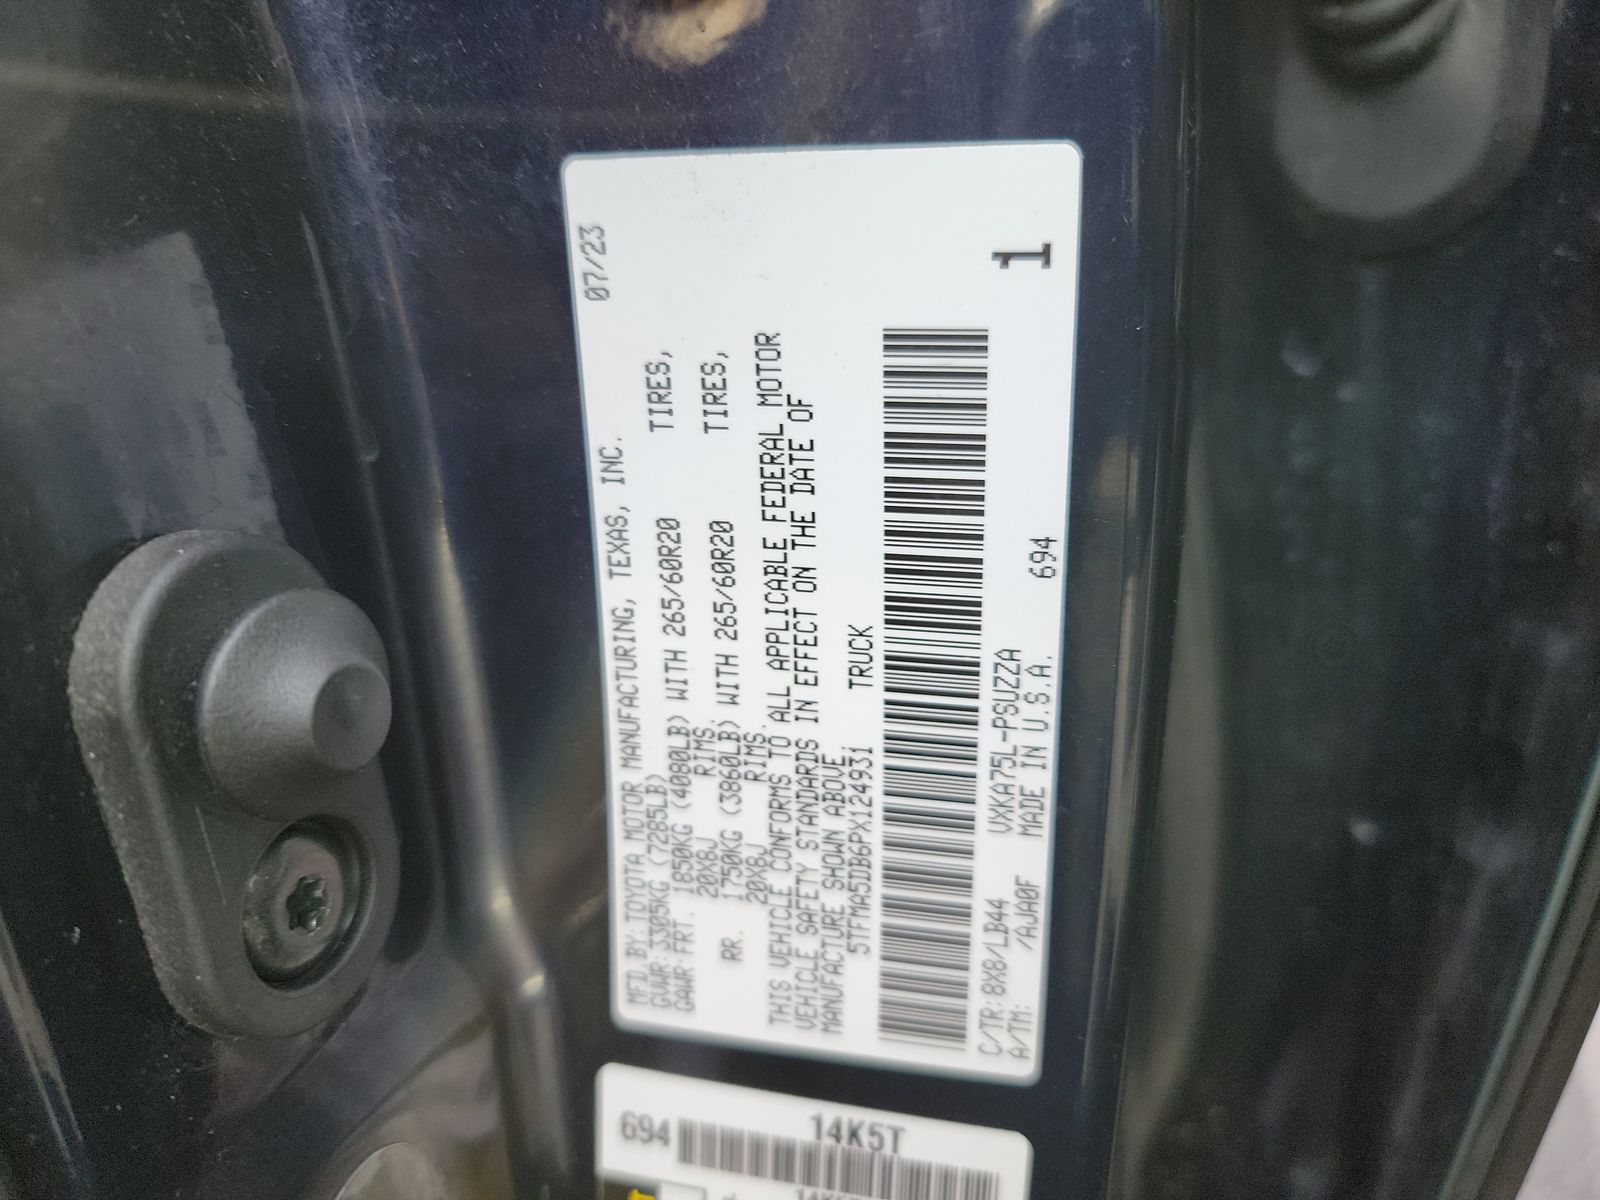 MFD.BY:TOYOTA MOTOR MANUFACTURING, TEXAS, INC. 07/23
GVWR:3305KG (7285LB)
GAWR:FRT. 1850KG (4080LB) WITH 265/60R20 TIRES,
20X8J RIMS.
RR. 1750KG (3860LB) WITH 265/60R20 TIRES,
20X8J RIMS.
THIS VEHICLE CONFORMS TO ALL APPLICABLE FEDERAL MOTOR
VEHICLE SAFETY STANDARDS IN EFFECT ON THE DATE OF
MANUFACTURE SHOWN ABOVE.
5TFMA5DB6PX124931 TRUCK
C/TR:8X8/LB44 VXKA75L-PSUZZA
A/TM: /AJA0F MADE IN U.S.A. 694
1
694 14K5T